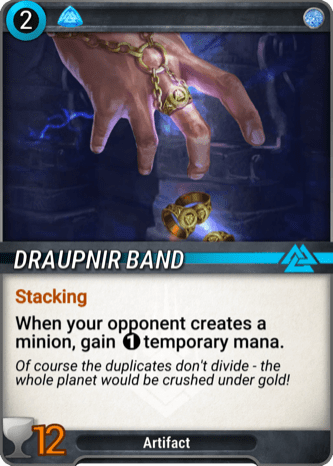 2
DRAUPNIR BAND
Stacking
When your opponent creates a
minion, gain 1 temporary mana.
Of course the duplicates don't divide - the
whole planet would be crushed under gold!
12
Artifact